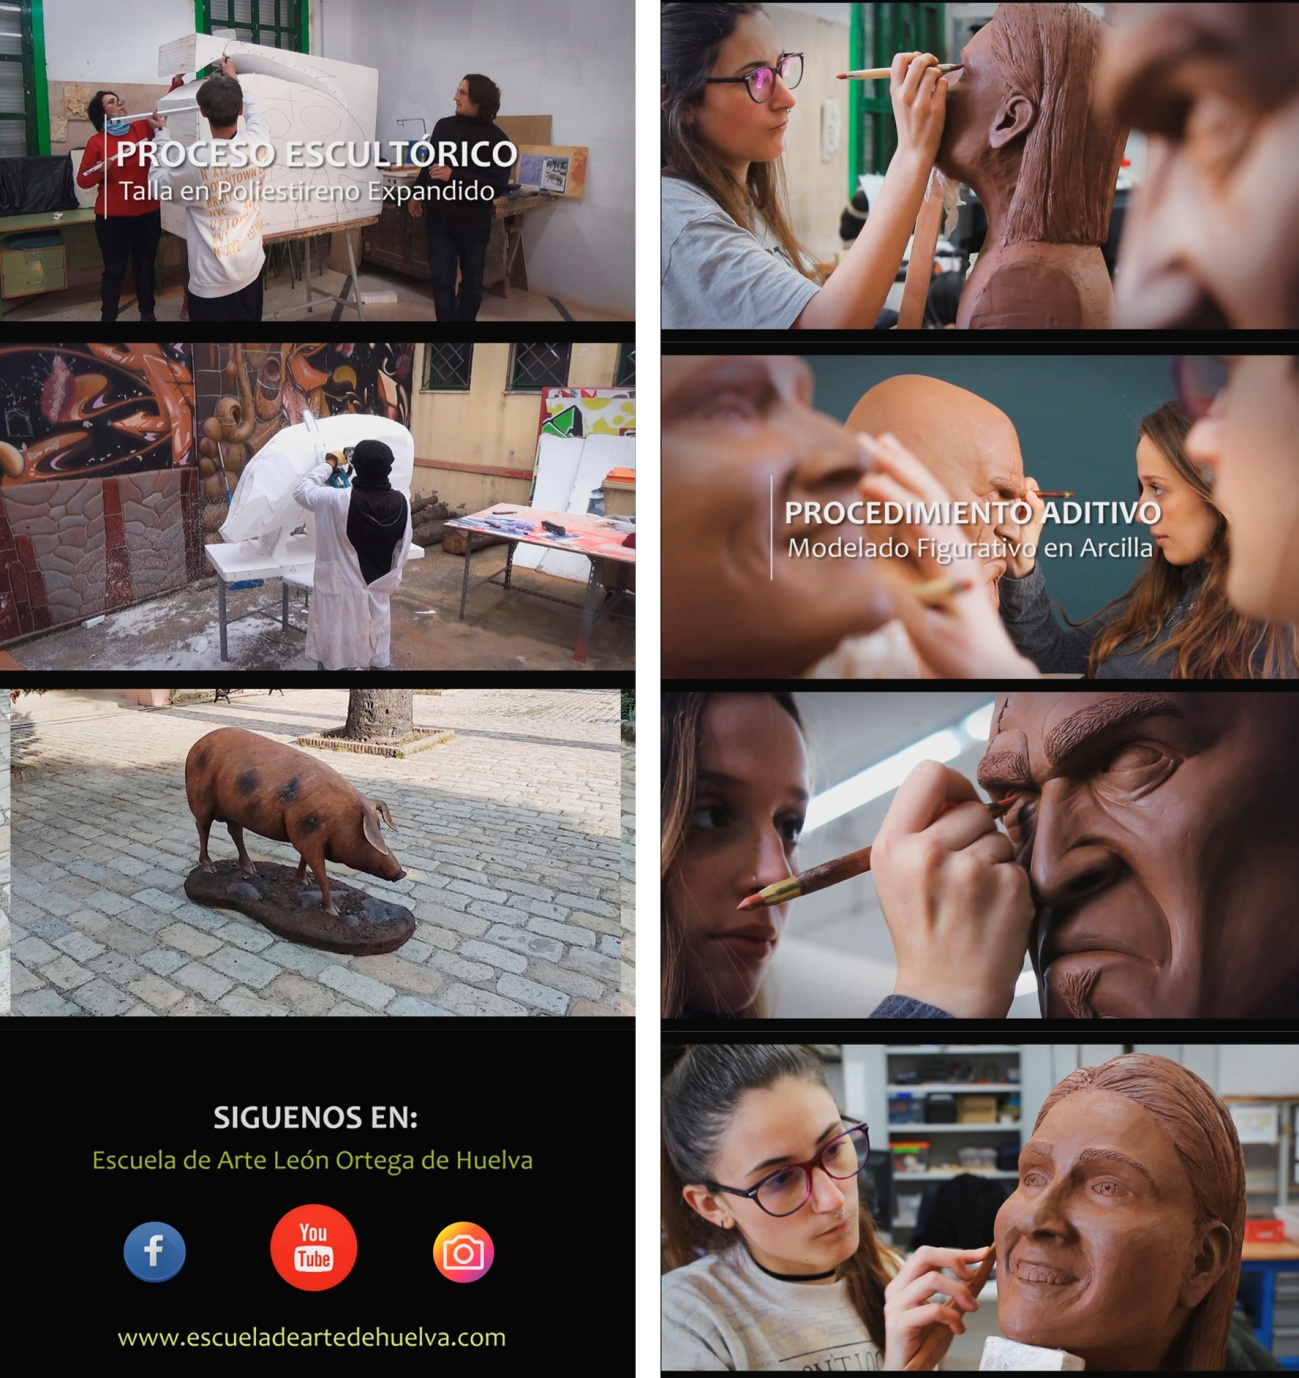 PROCESO ESCULTÓRICO
Talla en Poliestireno Expandido
SIGUENOS EN:
Escuela de Arte León Ortega de Huelva
f
You
Tube
www.escueladeartedehuelva.com
PROCEDIMIENTO ADITIVO
Modelado Figurativo en Arcilla